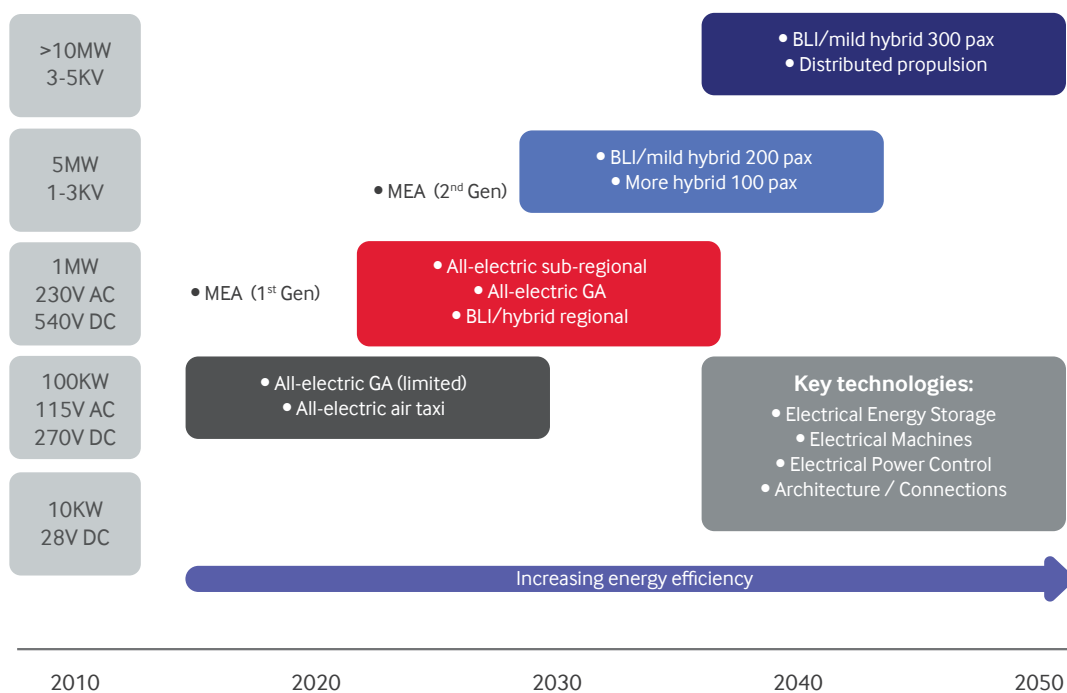 >10MW
3-5KV
• BLI/mild hybrid 300 pax
• Distributed propulsion
5MW
1-3KV
• MEA (2nd Gen)
• BLI/mild hybrid 200 pax
• More hybrid 100 pax
1MW
230V AC
540V DC
• MEA (1st Gen)
• All-electric sub-regional
• All-electric GA
• BLI/hybrid regional
100KW
115V AC
270V DC
• All-electric GA (limited)
• All-electric air taxi
Key technologies:
• Electrical Energy Storage
• Electrical Machines
• Electrical Power Control
• Architecture / Connections
10KW
28V DC
Increasing energy efficiency
2010 2020 2030 2040 2050